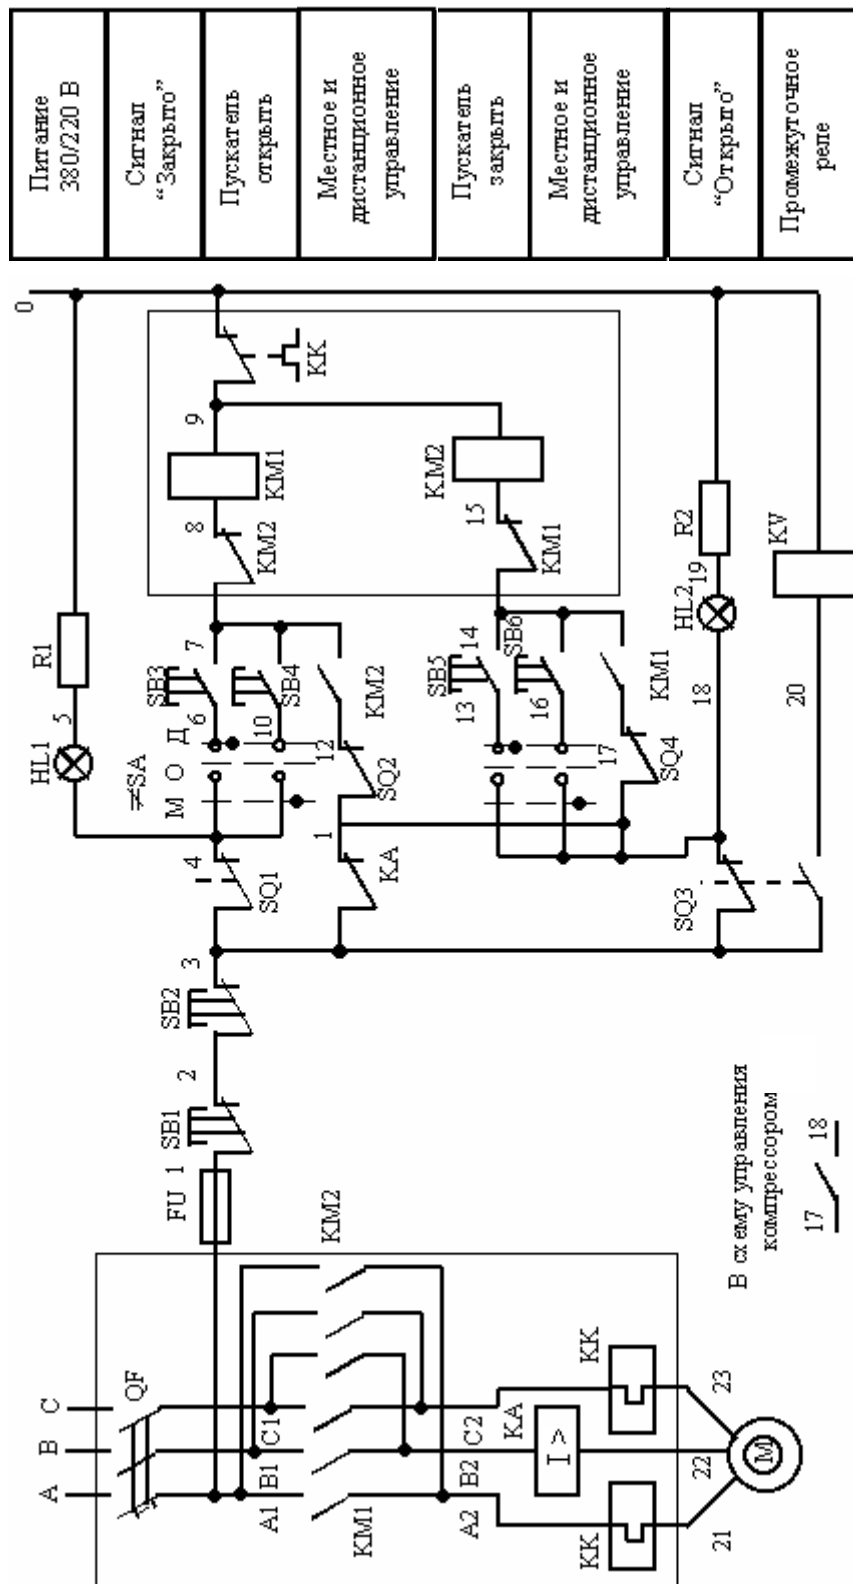 Питание
380/220 В
Сигнал
“Закрыто”
Пускатель
открыть
Местное и
дистанционное
управление
Пускатель
закрыть
Местное и
дистанционное
управление
Сигнал
“Открыто”
Промежуточное
реле
0
KK
9
KM1
KM2
8
15
KM2
KM1
R1
R2
KV
5
HL1
7
SB3
6
SB4
10
KM2
14
SB5
13
SB6
16
KM1
HL2
19
18
20
≠SA
М О Д
12
SQ2
17
SQ4
4
SQ1
1
KA
SQ3
3
SB2
2
SB1
FU 1
KM2
В схему управления
компрессором
17
18
A
B
C
QF
A1
B1
C1
KM1
A2
B2
C2
KA
I >
KK
KK
21
22
23
M